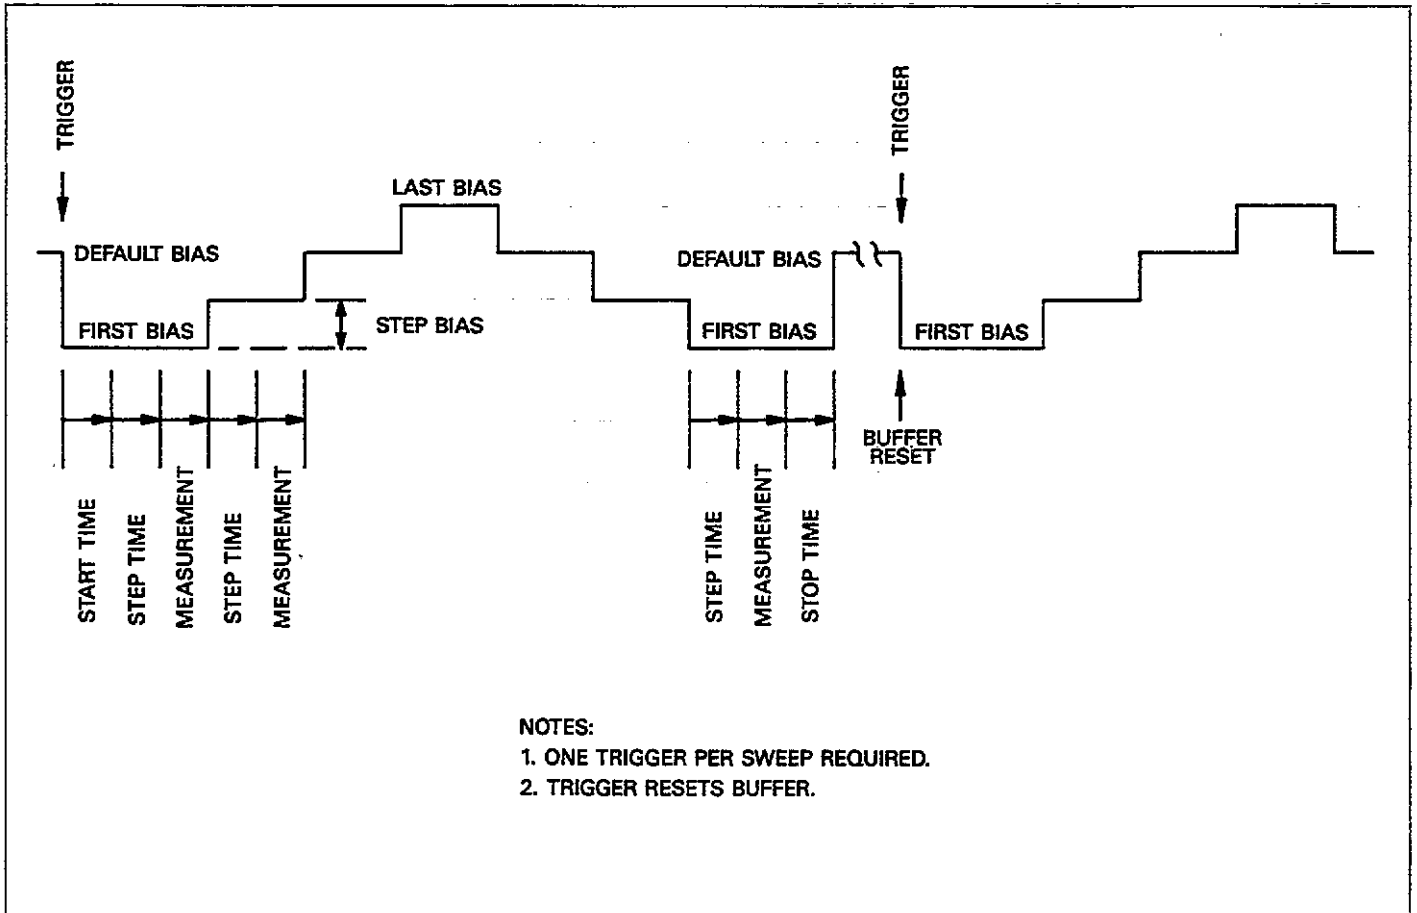 TRIGGER
TRIGGER
LAST BIAS
DEFAULT BIAS
DEFAULT BIAS
FIRST BIAS
STEP BIAS
FIRST BIAS
FIRST BIAS
BUFFER
RESET
START TIME
STEP TIME
MEASUREMENT
STEP TIME
MEASUREMENT
STEP TIME
MEASUREMENT
STOP TIME
NOTES:
1. ONE TRIGGER PER SWEEP REQUIRED.
2. TRIGGER RESETS BUFFER.